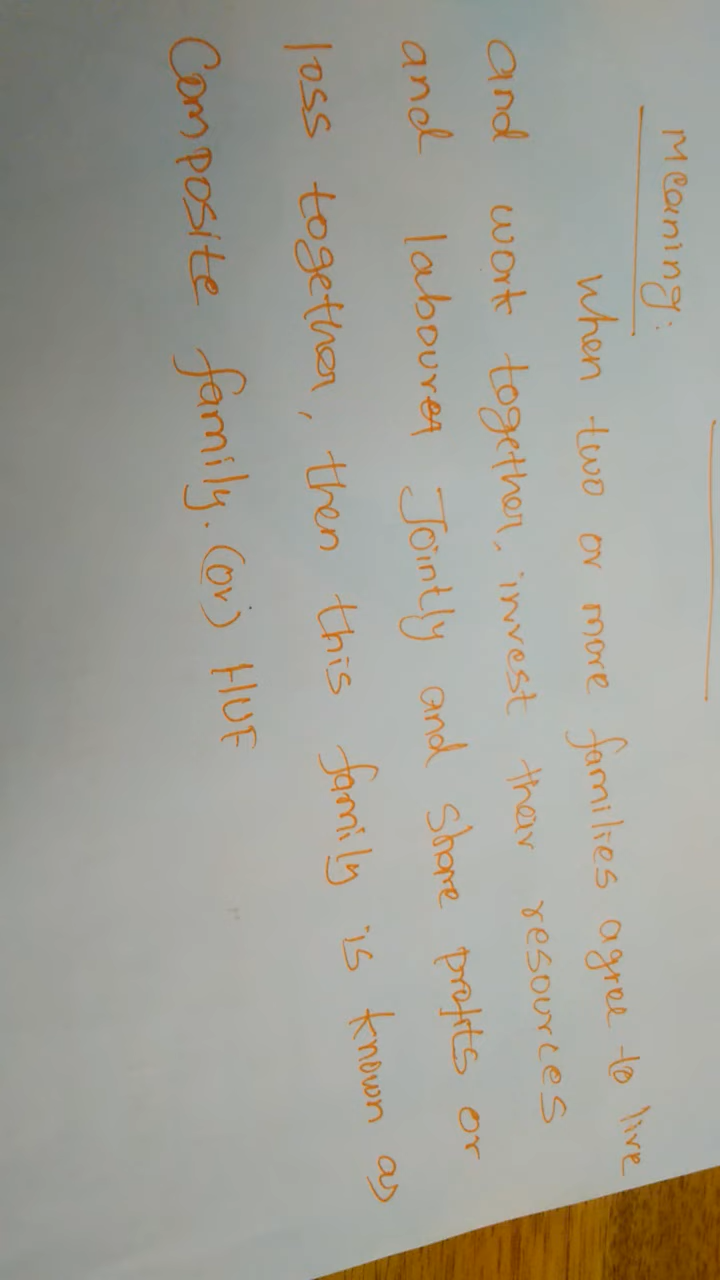 Meaning:
When two or more families agree to live
and work together, invest their resources
and labourer Jointly and share profits or
loss together, then this family is known as
Composite family. (or) HUF